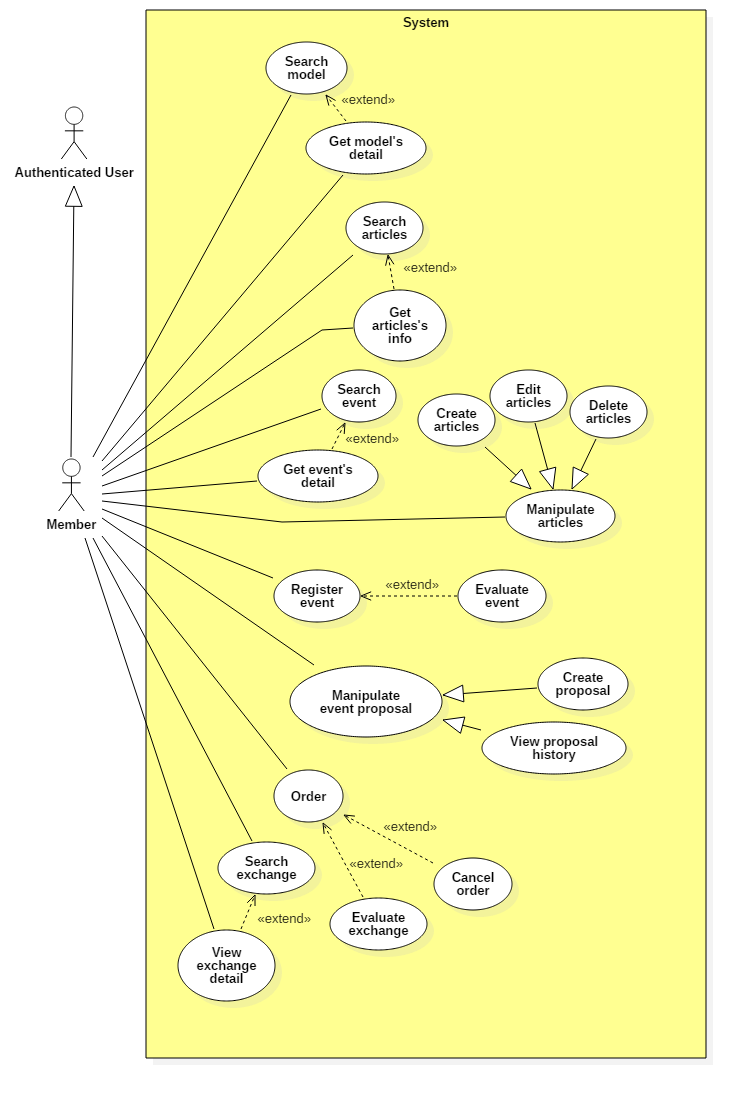 System
Search
model
«extend»
Get model's
detail
Authenticated User
Search
articles
«extend»
Get
articles's
info
Search
event
«extend»
Get event's
detail
Create
articles
Edit
articles
Delete
articles
Manipulate
articles
Member
Register
event
«extend»
Evaluate
event
Manipulate
event proposal
Create
proposal
View proposal
history
Order
«extend»
«extend»
Cancel
order
Evaluate
exchange
Search
exchange
«extend»
View
exchange
detail